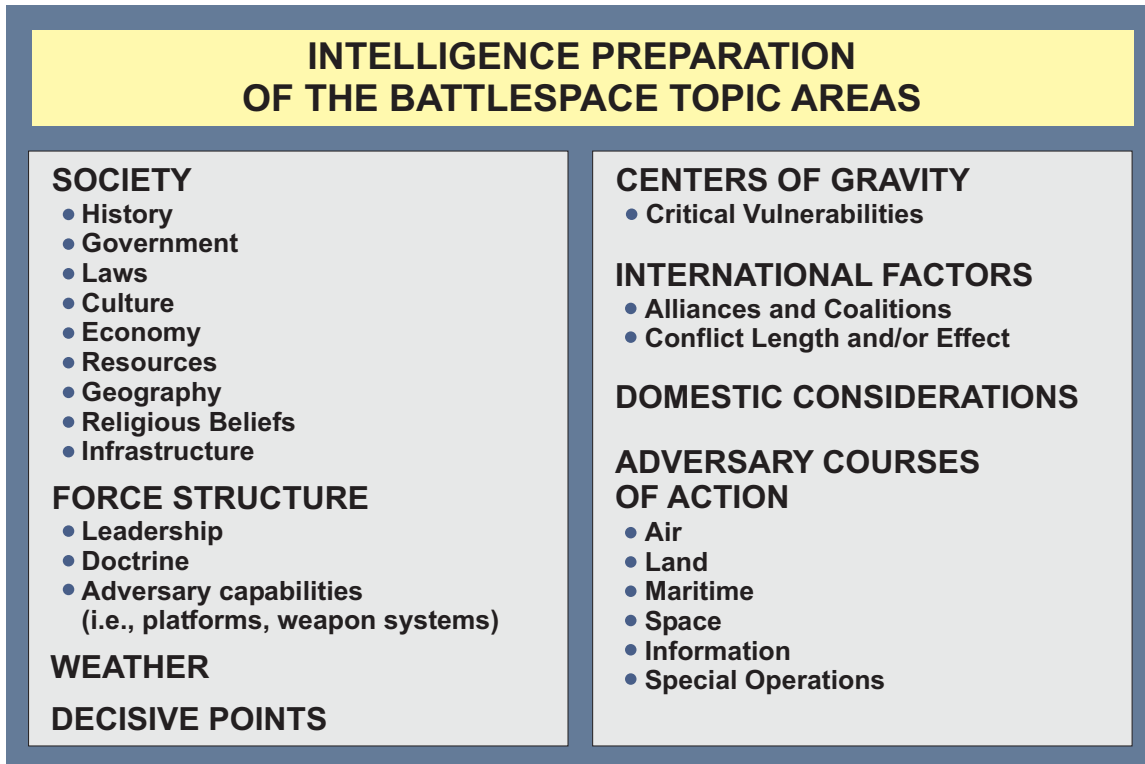 INTELLIGENCE PREPARATION
OF THE BATTLESPACE TOPIC AREAS
SOCIETY
• History
• Government
• Laws
• Culture
• Economy
• Resources
• Geography
• Religious Beliefs
• Infrastructure
FORCE STRUCTURE
• Leadership
• Doctrine
• Adversary capabilities
(i.e., platforms, weapon systems)
WEATHER
DECISIVE POINTS
CENTERS OF GRAVITY
• Critical Vulnerabilities
INTERNATIONAL FACTORS
• Alliances and Coalitions
• Conflict Length and/or Effect
DOMESTIC CONSIDERATIONS
ADVERSARY COURSES
OF ACTION
• Air
• Land
• Maritime
• Space
• Information
• Special Operations